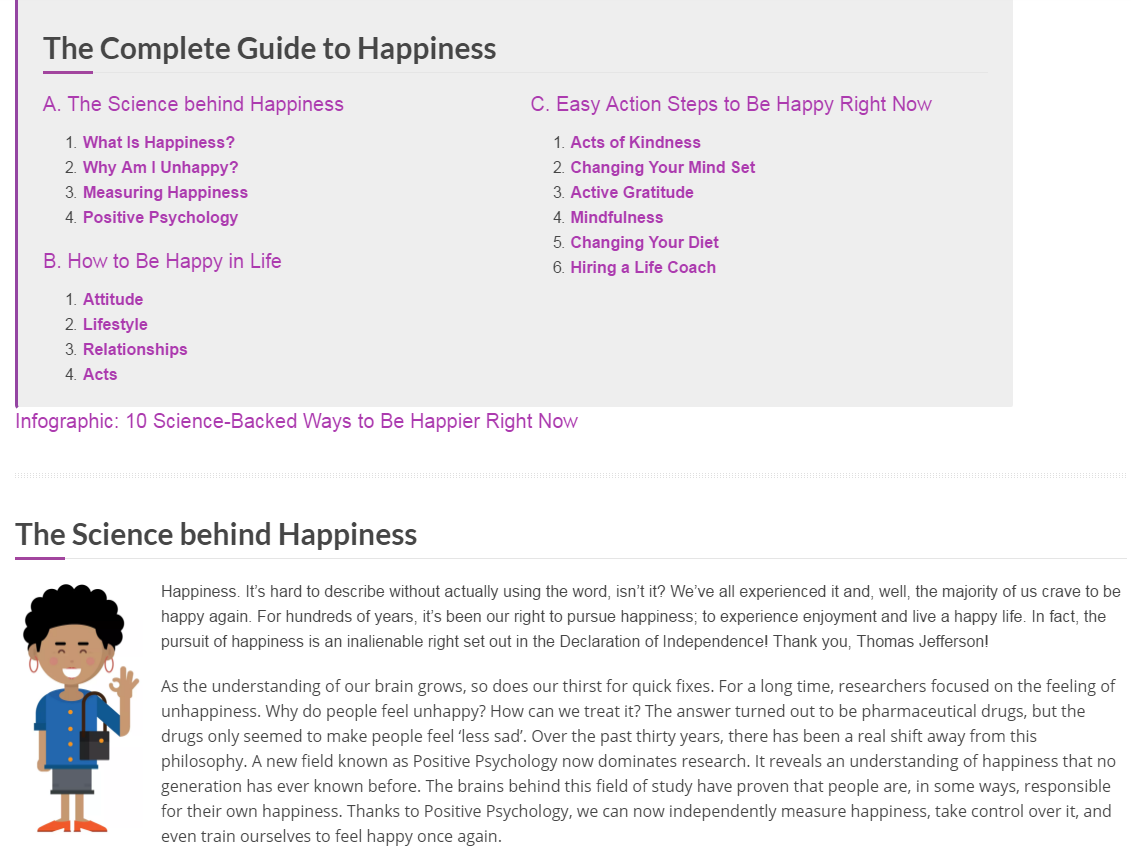 The Complete Guide to Happiness
A. The Science behind Happiness
1. What Is Happiness?
2. Why Am I Unhappy?
3. Measuring Happiness
4. Positive Psychology
B. How to Be Happy in Life
1. Attitude
2. Lifestyle
3. Relationships
4. Acts
C. Easy Action Steps to Be Happy Right Now
1. Acts of Kindness
2. Changing Your Mind Set
3. Active Gratitude
4. Mindfulness
5. Changing Your Diet
6. Hiring a Life Coach
Infographic: 10 Science-Backed Ways to Be Happier Right Now
The Science behind Happiness
Happiness. It’s hard to describe without actually using the word, isn’t it? We’ve all experienced it and, well, the majority of us crave to be
happy again. For hundreds of years, it’s been our right to pursue happiness; to experience enjoyment and live a happy life. In fact, the
pursuit of happiness is an inalienable right set out in the Declaration of Independence! Thank you, Thomas Jefferson!
As the understanding of our brain grows, so does our thirst for quick fixes. For a long time, researchers focused on the feeling of
unhappiness. Why do people feel unhappy? How can we treat it? The answer turned out to be pharmaceutical drugs, but the
drugs only seemed to make people feel ‘less sad’. Over the past thirty years, there has been a real shift away from this
philosophy. A new field known as Positive Psychology now dominates research. It reveals an understanding of happiness that no
generation has ever known before. The brains behind this field of study have proven that people are, in some ways, responsible
for their own happiness. Thanks to Positive Psychology, we can now independently measure happiness, take control over it, and
even train ourselves to feel happy once again.